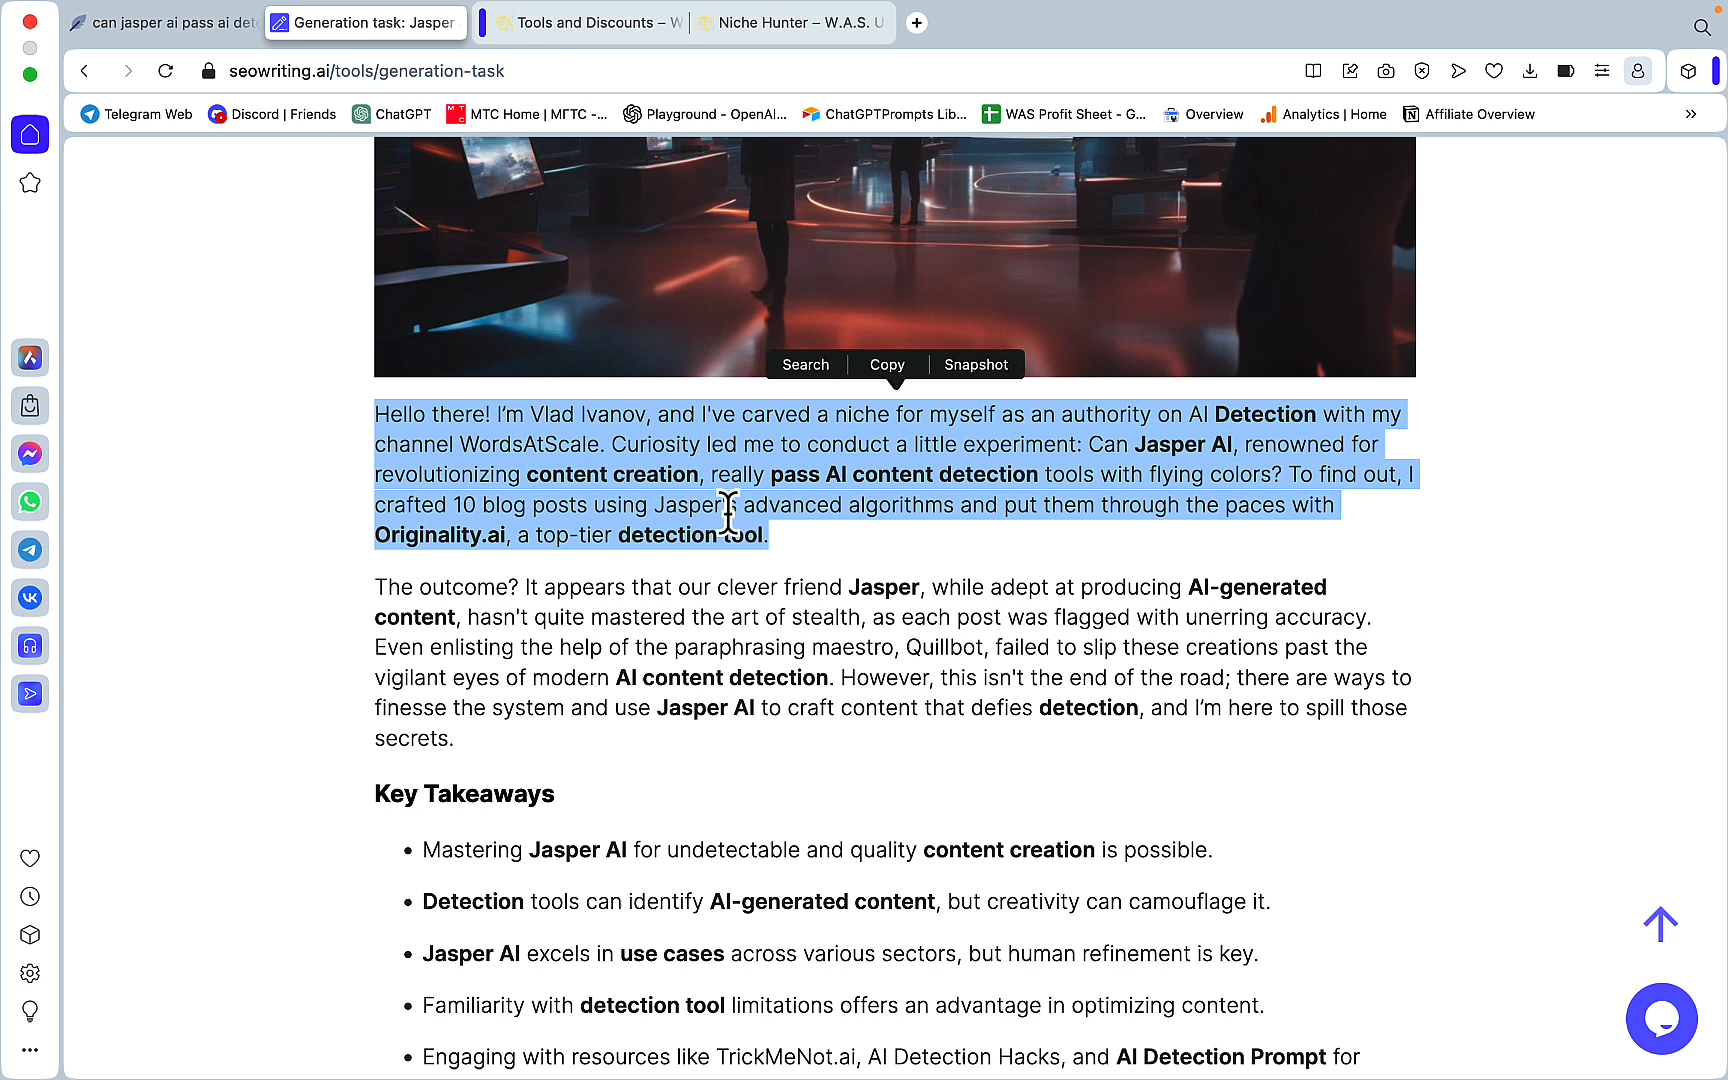 can jasper ai pass ai det
Generation task: Jasper
Tools and Discounts – W
Niche Hunter – W.A.S. U
seowriting.ai/tools/generation-task
Telegram Web
Discord | Friends
ChatGPT
МТС
MTC Home | МГТС -...
Playground - OpenAI...
ChatGPTPrompts Lib...
WAS Profit Sheet - G...
Overview
Analytics | Home
Affiliate Overview
Search
Copy
Snapshot
Hello there! I'm Vlad Ivanov, and I've carved a niche for myself as an authority on AI Detection with my
channel WordsAtScale. Curiosity led me to conduct a little experiment: Can Jasper AI, renowned for
revolutionizing content creation, really pass AI content detection tools with flying colors? To find out, I
crafted 10 blog posts using Jasper's advanced algorithms and put them through the paces with
Originality.ai, a top-tier detection tool.
The outcome? It appears that our clever friend Jasper, while adept at producing AI-generated
content, hasn't quite mastered the art of stealth, as each post was flagged with unerring accuracy.
Even enlisting the help of the paraphrasing maestro, Quillbot, failed to slip these creations past the
vigilant eyes of modern AI content detection. However, this isn't the end of the road; there are ways to
finesse the system and use Jasper AI to craft content that defies detection, and I'm here to spill those
secrets.
Key Takeaways
• Mastering Jasper AI for undetectable and quality content creation is possible.
• Detection tools can identify AI-generated content, but creativity can camouflage it.
• Jasper AI excels in use cases across various sectors, but human refinement is key.
• Familiarity with detection tool limitations offers an advantage in optimizing content.
• Engaging with resources like TrickMeNot.ai, AI Detection Hacks, and AI Detection Prompt for